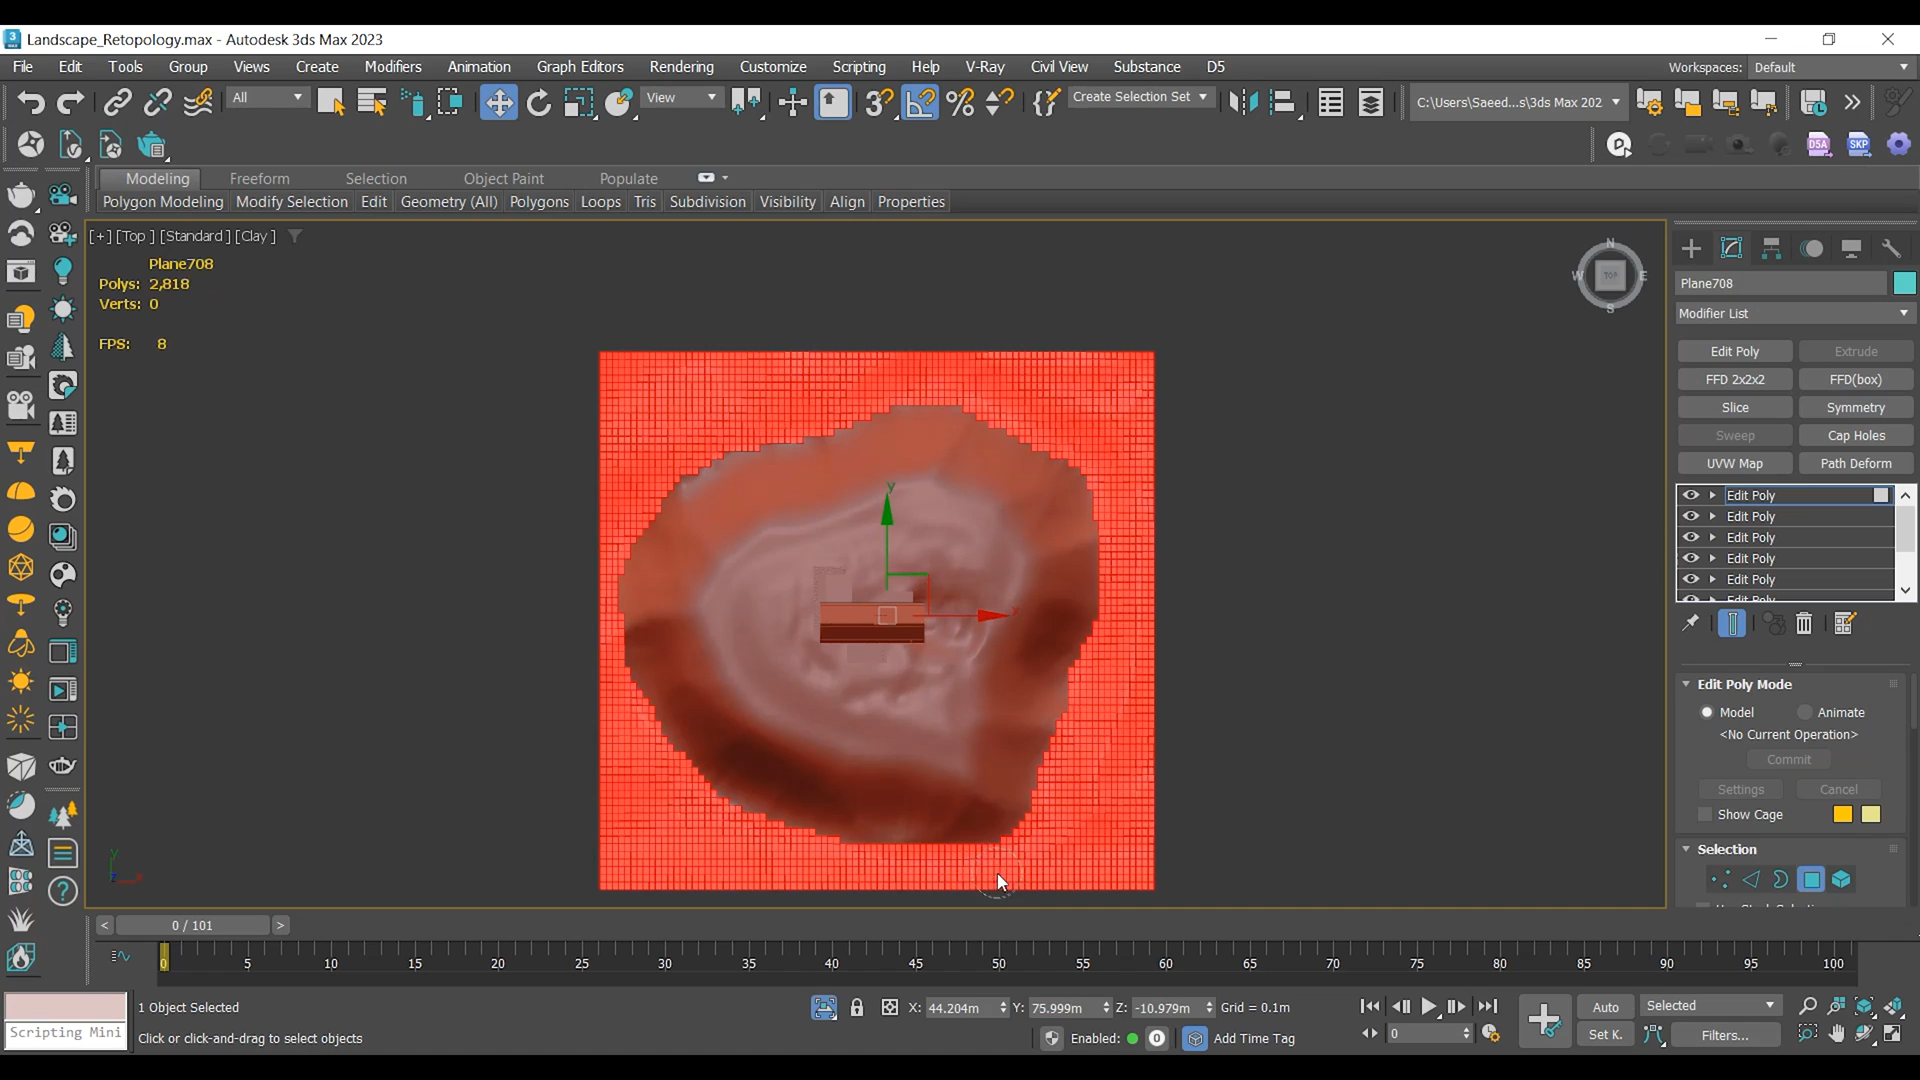 Landscape_Retopology.max - Autodesk 3ds Max 2023
File Edit Tools Group Views Create Modifiers Animation Graph Editors Rendering Customize Scripting Help V-Ray Civil View Substance D5 Workspaces: Default
All View Create Selection Set C:\Users\Saeed...s\3ds Max 202
D5A SKP
Modeling Freeform Selection Object Paint Populate
Polygon Modeling Modify Selection Edit Geometry (All) Polygons Loops Tris Subdivision Visibility Align Properties
[+] [Top ] [Standard ] [Clay ]
Plane708
Polys: 2,818
Verts: 0
FPS: 8
N
W TOP E
S
y
x
Plane708
Modifier List
Edit Poly Extrude
FFD 2x2x2 FFD(box)
Slice Symmetry
Sweep Cap Holes
UVW Map Path Deform
Edit Poly
Edit Poly
Edit Poly
Edit Poly
Edit Poly
Edit Poly
Edit Poly Mode
Model Animate
<No Current Operation>
Commit
Settings Cancel
Show Cage
Selection
< 0 / 101 >
0 5 10 15 20 25 30 35 40 45 50 55 60 65 70 75 80 85 90 95 100
Scripting Mini
1 Object Selected
Click or click-and-drag to select objects
X: 44.204m Y: 75.999m Z: -10.979m Grid = 0.1m
Enabled: 0 Add Time Tag
0
Auto Selected
Set K. Filters...